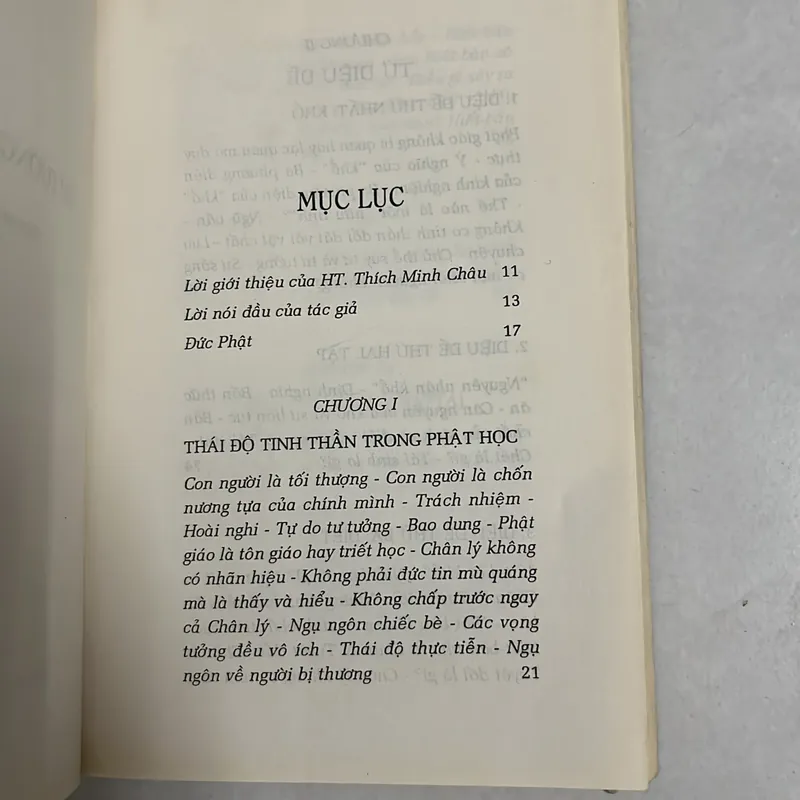 MỤC LỤC
Lời giới thiệu của HT. Thích Minh Châu 11
Lời nói đầu của tác giả 13
Đức Phật 17
CHƯƠNG I
THÁI ĐỘ TINH THẦN TRONG PHẬT HỌC
Con người là tối thượng - Con người là chốn
nương tựa của chính mình - Trách nhiệm -
Hoài nghi - Tự do tư tưởng - Bao dung - Phật
giáo là tôn giáo hay triết học - Chân lý không
có nhãn hiệu - Không phải đức tin mù quáng
mà là thấy và hiểu - Không chấp trước ngay
cả Chân lý - Ngụ ngôn chiếc bè - Các vọng
tưởng đều vô ích - Thái độ thực tiễn - Ngụ
ngôn về người bị thương 21